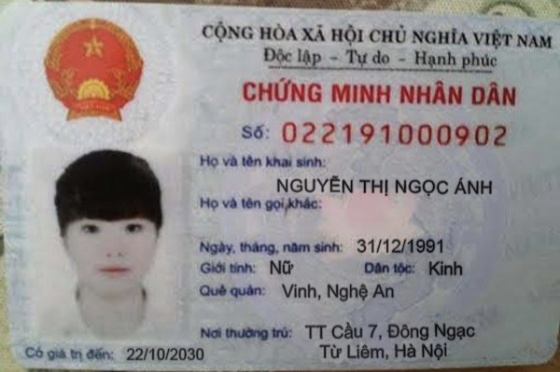 CỘNG HÒA XÃ HỘI CHỦ NGHĨA VIỆT NAM
Độc lập - Tự do - Hạnh phúc
CHỨNG MINH NHÂN DÂN
Số: 022191000902
Họ và tên khai sinh:
NGUYỄN THỊ NGỌC ÁNH
Họ và tên gọi khác:
Ngày, tháng, năm sinh: 31/12/1991
Giới tính: Nữ Dân tộc: Kinh
Quê quán: Vinh, Nghệ An
Nơi thường trú: TT Cầu 7, Đông Ngạc
Từ Liêm, Hà Nội
Có giá trị đến: 22/10/2030